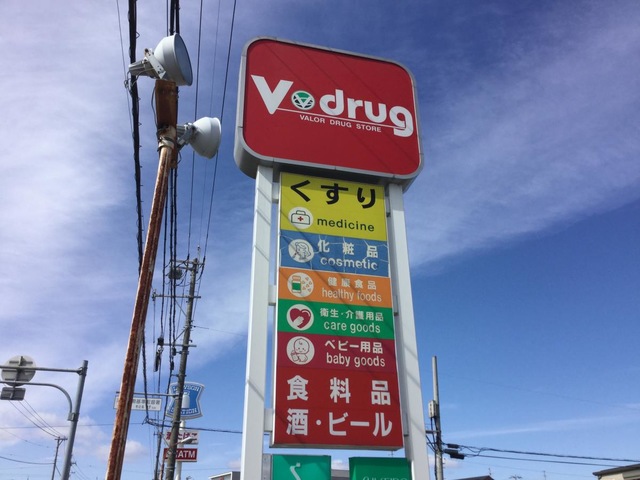 V drug
VALOR DRUG STORE
くすり
medicine
化粧品
cosmetic
健康食品
healthy foods
衛生・介護用品
care goods
ベビー用品
baby goods
食料品
酒・ビール
ATM